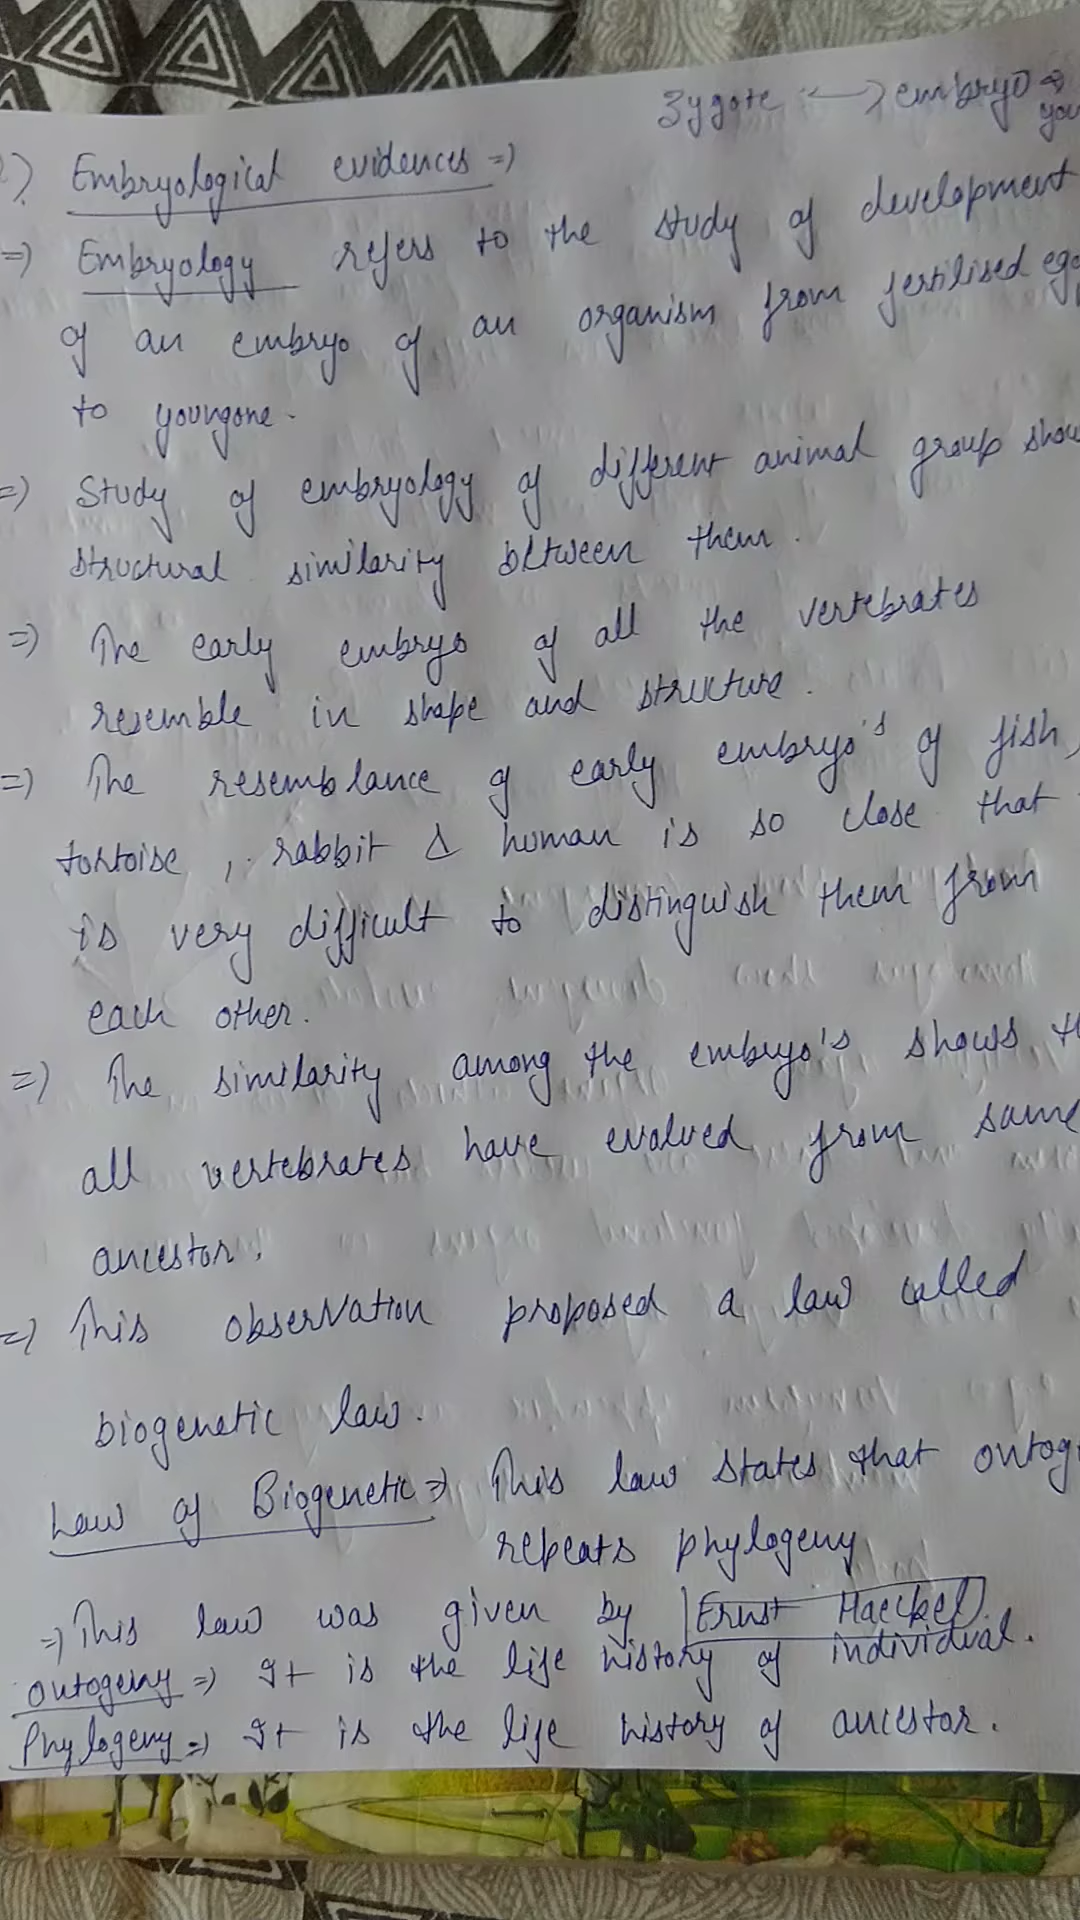 Zygote ⟷ embryo ⇒
you
?) Embryological evidences ⇒)
⇒) Embryology refers to the study of development
of an embryo of an organism from fertilised eg
to youngone.
⇒) Study of embryology of different animal group show
structural similarity between them.
⇒) The early embryo of all the vertebrates
resemble in shape and structure.
⇒) The resemblance of early embryo's of fish,
tortoise, rabbit & human is so close that
is very difficult to distinguish them from
each other.
⇒) The similarity among the embryo's shows th
all vertebrates have evolved from same
ancestor.
⇒) This observation proposed a law called
biogenetic law.
Law of Biogenetic ⇒) This law states that ontog
repeats phylogeny
⇒) This law was given by Ernst Haeckel.
Ontogeny ⇒) It is the life history of individual.
Phylogeny ⇒) It is the life history of ancestor.